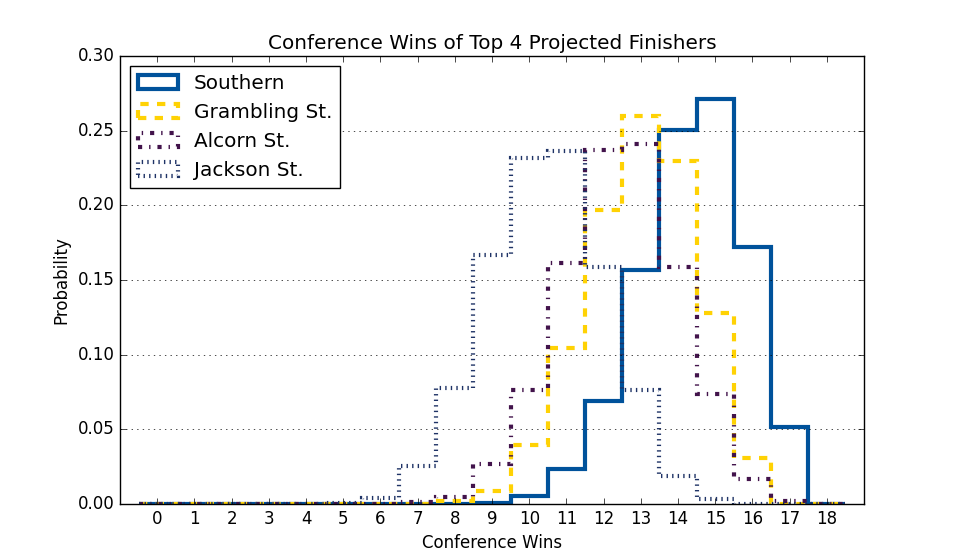 Conference Wins of Top 4 Projected Finishers
0.30
0.25
0.20
0.15
0.10
0.05
0.00
Probability
Southern
Grambling St.
Alcorn St.
Jackson St.
0 1 2 3 4 5 6 7 8 9 10 11 12 13 14 15 16 17 18
Conference Wins